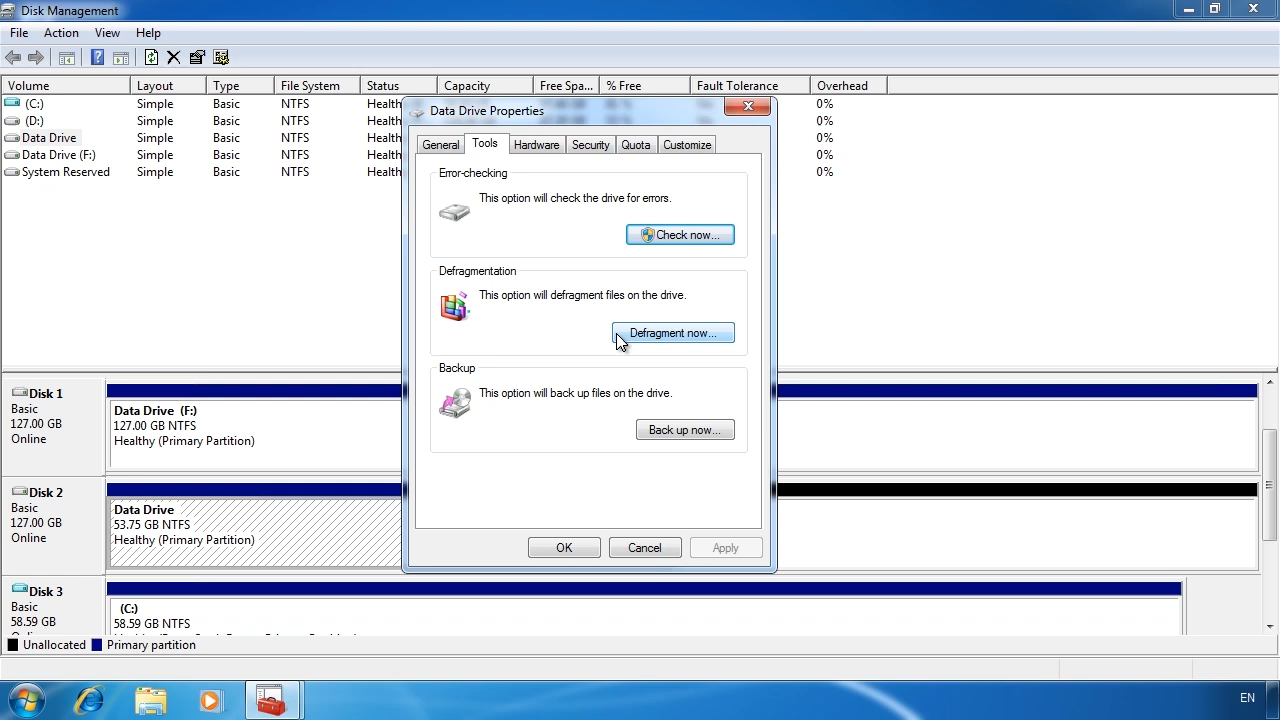 Disk Management
File Action View Help
Volume Layout Type File System Status Capacity Free Spa... % Free Fault Tolerance Overhead
(C:) Simple Basic NTFS Health 0%
(D:) Simple Basic NTFS Health 0%
Data Drive Simple Basic NTFS Health 0%
Data Drive (F:) Simple Basic NTFS Health 0%
System Reserved Simple Basic NTFS Health 0%
Data Drive Properties
General Tools Hardware Security Quota Customize
Error-checking
This option will check the drive for errors.
Check now...
Defragmentation
This option will defragment files on the drive.
Defragment now...
Backup
This option will back up files on the drive.
Back up now...
OK Cancel Apply
Disk 1
Basic
127.00 GB
Online
Data Drive (F:)
127.00 GB NTFS
Healthy (Primary Partition)
Disk 2
Basic
127.00 GB
Online
Data Drive
53.75 GB NTFS
Healthy (Primary Partition)
Disk 3
Basic
58.59 GB
(C:)
58.59 GB NTFS
Unallocated Primary partition
EN